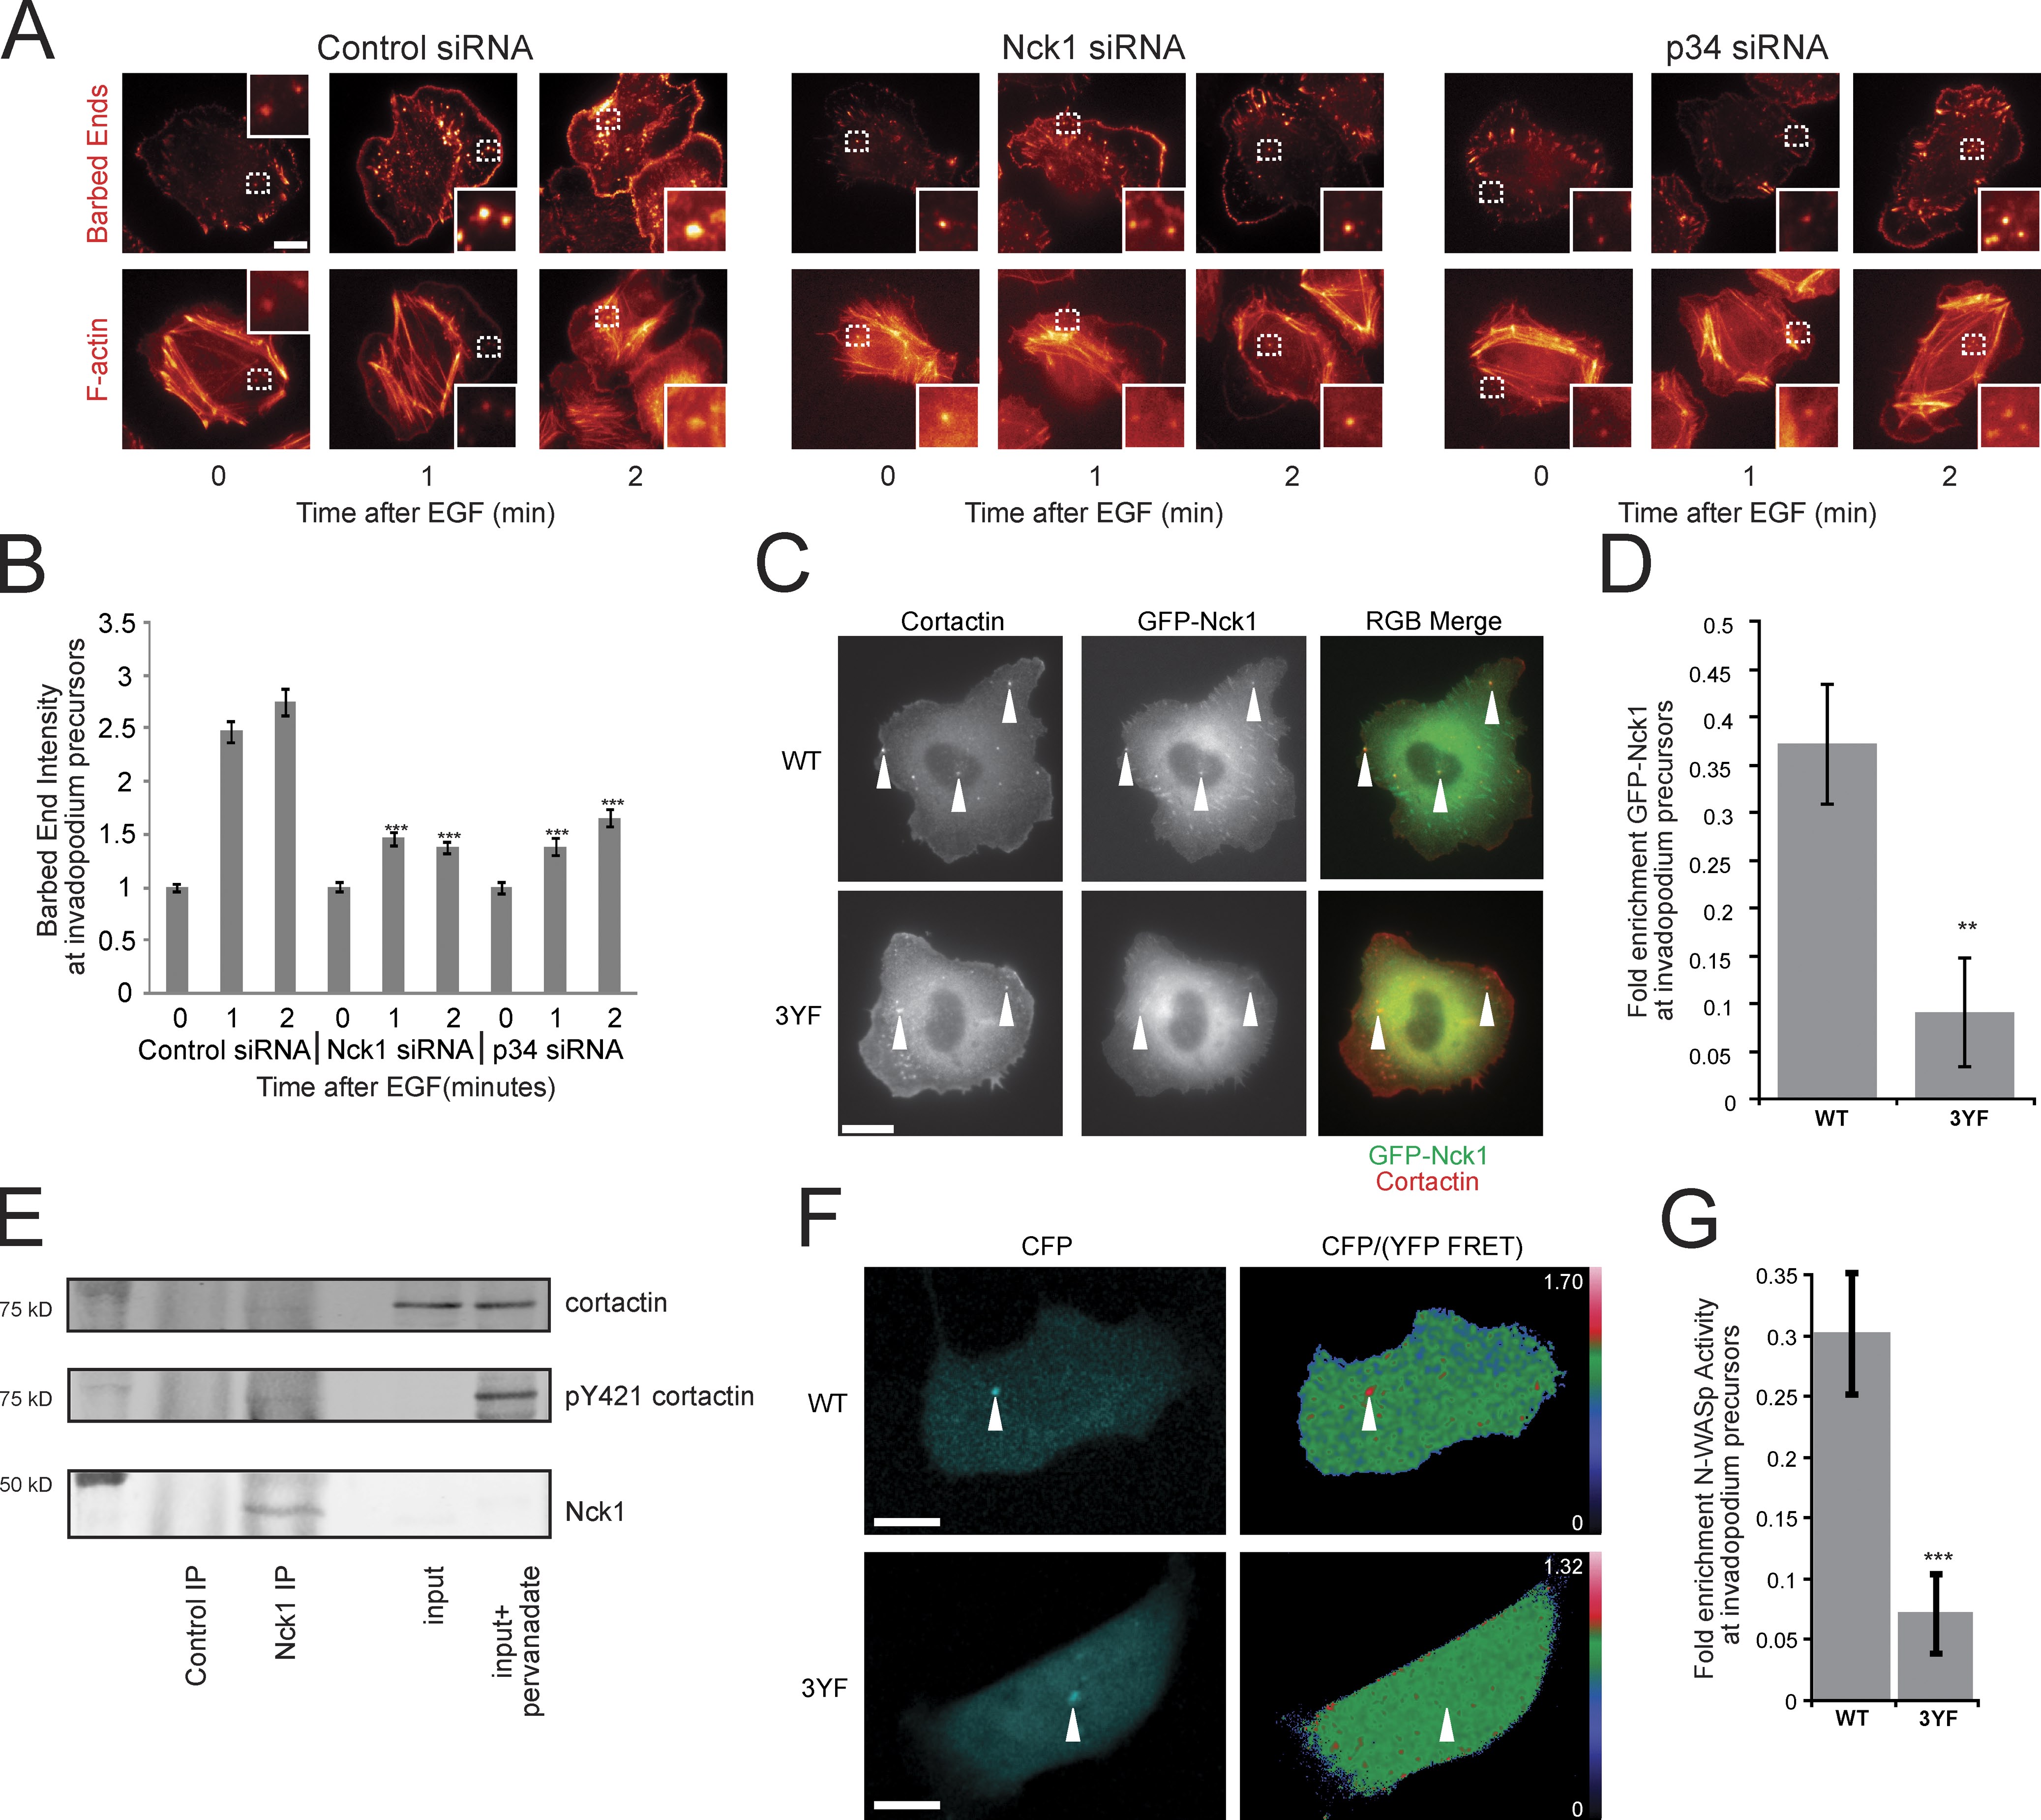 A
Control siRNA
Nck1 siRNA
p34 siRNA
Barbed Ends
F-actin
0 1 2
0 1 2
0 1 2
Time after EGF (min)
Time after EGF (min)
Time after EGF (min)
B
Barbed End Intensity
at invadopodium precursors
3.5
3
2.5
2
1.5
1
0.5
0
***
***
***
***
0 1 2 0 1 2 0 1 2
Control siRNA | Nck1 siRNA | p34 siRNA
Time after EGF(minutes)
C
Cortactin
GFP-Nck1
RGB Merge
WT
3YF
GFP-Nck1
Cortactin
D
Fold enrichment GFP-Nck1
at invadopodium precursors
0.5
0.45
0.4
0.35
0.3
0.25
0.2
0.15
0.1
0.05
0
**
WT
3YF
E
75 kD
cortactin
75 kD
pY421 cortactin
50 kD
Nck1
Control IP
Nck1 IP
input
input+
pervanadate
F
CFP
CFP/(YFP FRET)
WT
1.70
0
3YF
1.32
0
G
Fold enrichment N-WASp Activity
at invadopodium precursors
0.35
0.3
0.25
0.2
0.15
0.1
0.05
0
***
WT
3YF